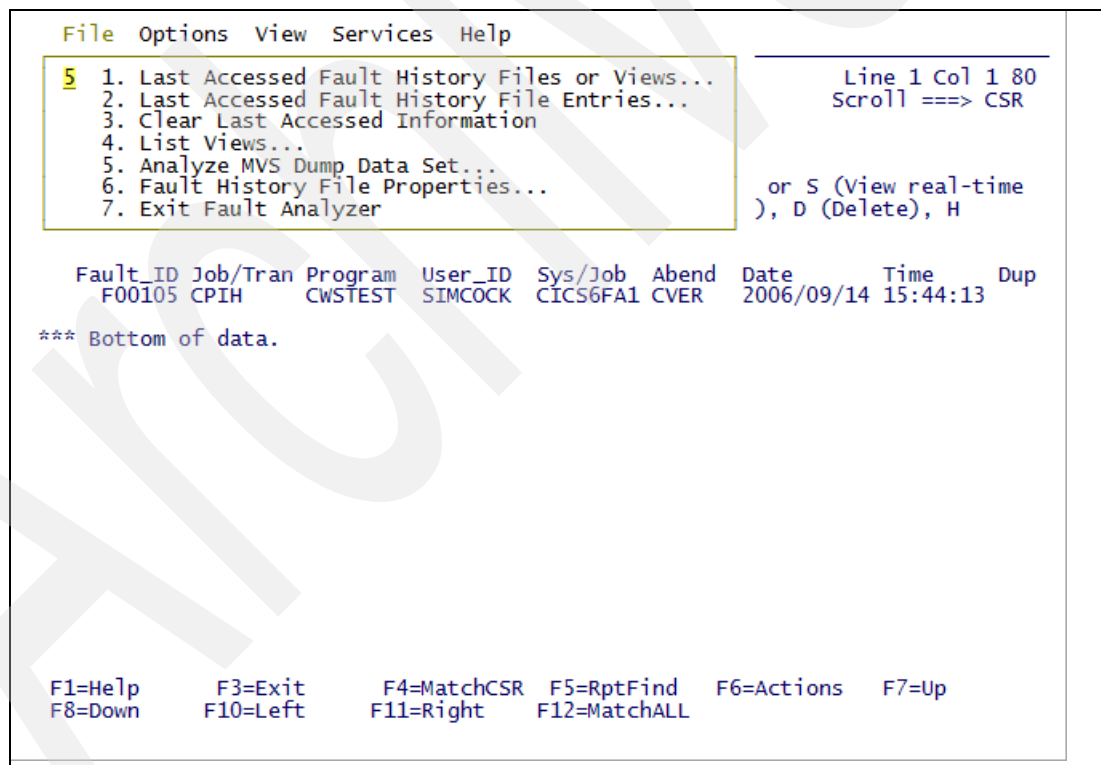 File Options View Services Help
5 1. Last Accessed Fault History Files or Views... Line 1 Col 1 80
2. Last Accessed Fault History File Entries... Scroll ===> CSR
3. Clear Last Accessed Information
4. List Views...
5. Analyze MVS Dump Data Set...
6. Fault History File Properties... or S (View real-time
7. Exit Fault Analyzer ), D (Delete), H
Fault_ID Job/Tran Program User_ID Sys/Job Abend Date Time Dup
F00105 CPIH CWSTEST SIMCOCK CICS6FA1 CVER 2006/09/14 15:44:13
*** Bottom of data.
F1=Help F3=Exit F4=MatchCSR F5=RptFind F6=Actions F7=Up
F8=Down F10=Left F11=Right F12=MatchALL